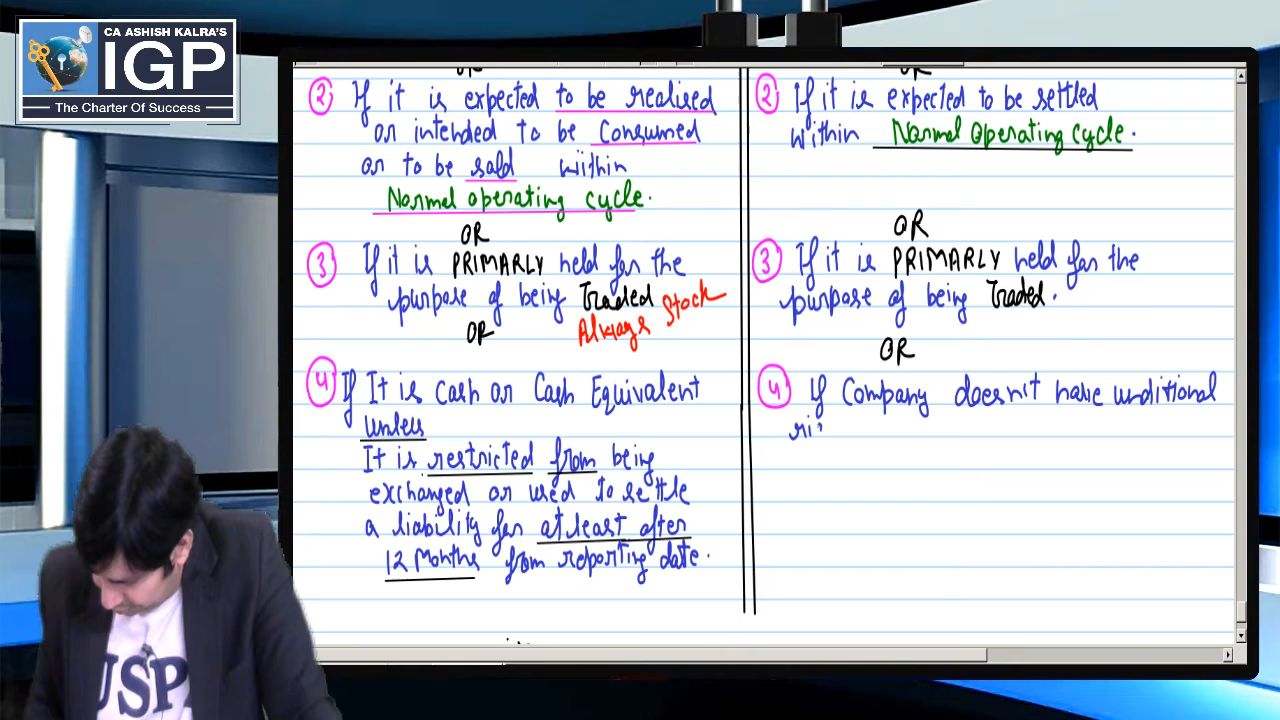 CA ASHISH KALRA'S
IGP
The Charter Of Success
OR
② If it is expected to be realised
or intended to be consumed
or to be sold within
Normal operating cycle.
OR
③ If it is PRIMARLY held for the
purpose of being Traded
Always Stock
OR
④ If It is Cash or Cash Equivalent
unless
It is restricted from being
exchanged or used to settle
a liability for at least after
12 Months from reporting date.
OR
② If it is expected to be settled
within Normal Operating cycle.
OR
③ If it is PRIMARLY held for the
purpose of being Traded.
OR
④ If Company doesn't have unditional
ri
USP